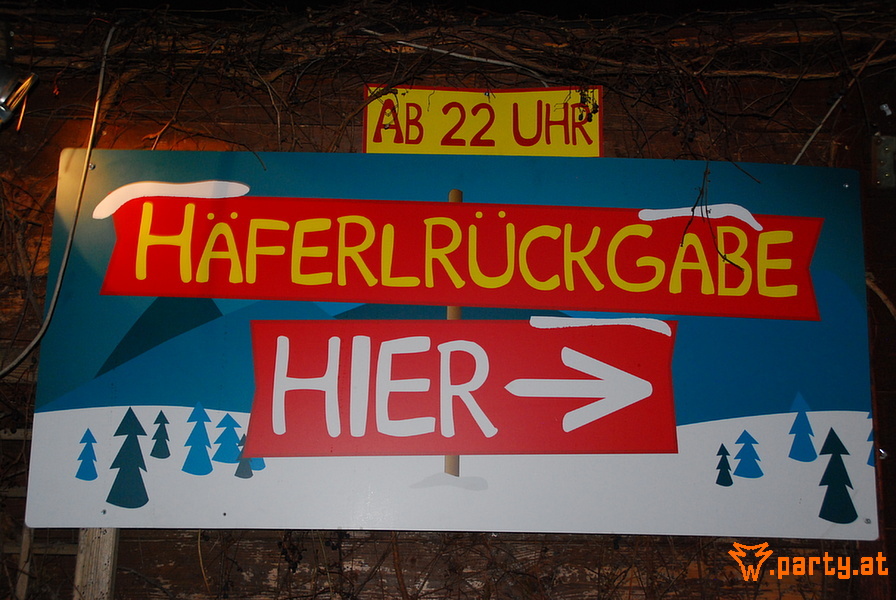 AB 22 UHR
HÄFERLRÜCKGABE
HIER →
.party.at